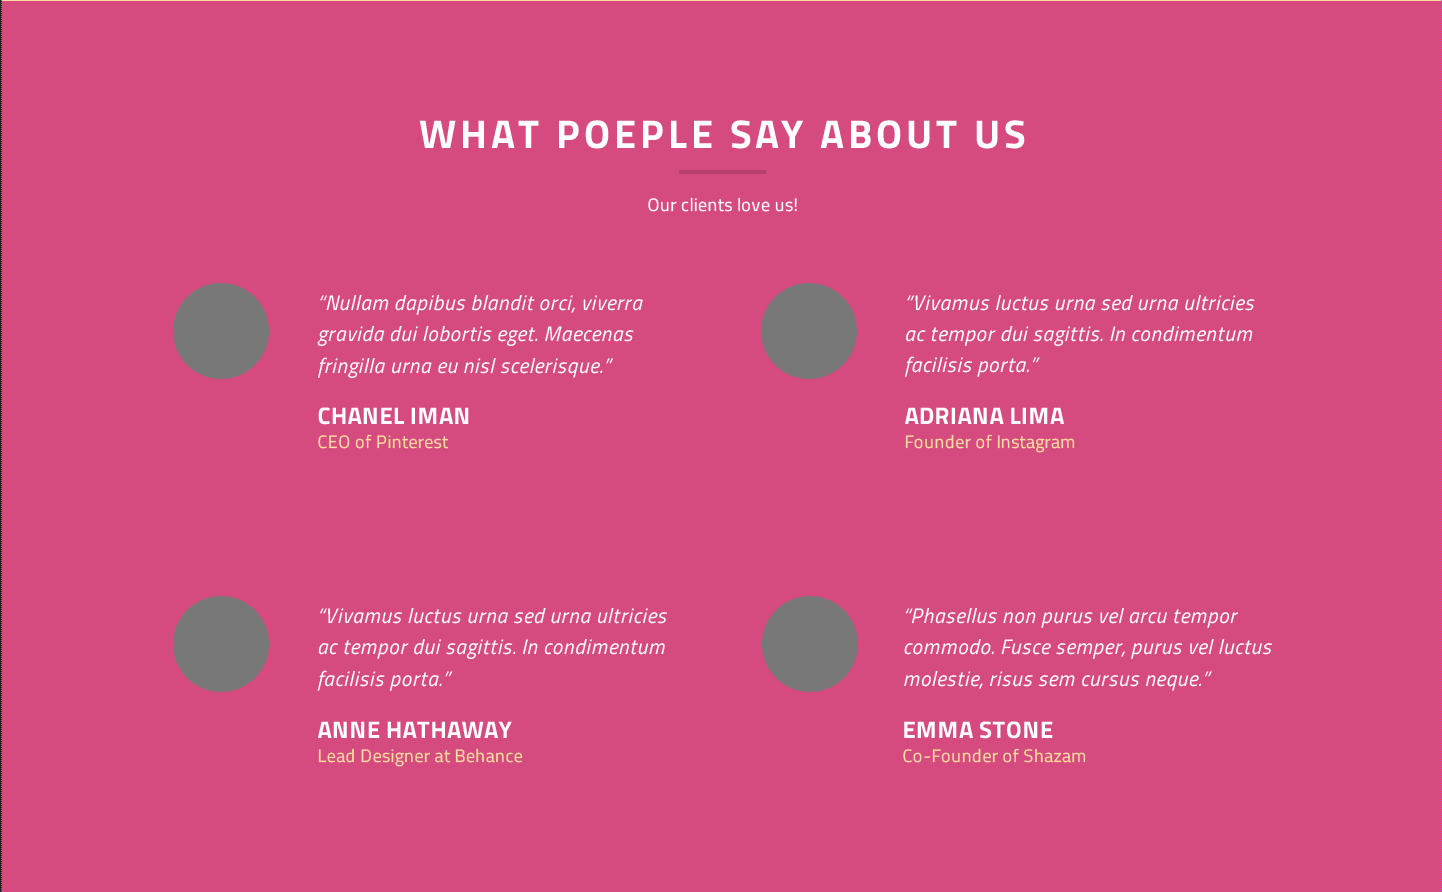 WHAT POEPLE SAY ABOUT US
Our clients love us!
“Nullam dapibus blandit orci, viverra
gravida dui lobortis eget. Maecenas
fringilla urna eu nisl scelerisque.”
CHANEL IMAN
CEO of Pinterest
“Vivamus luctus urna sed urna ultricies
ac tempor dui sagittis. In condimentum
facilisis porta.”
ADRIANA LIMA
Founder of Instagram
“Vivamus luctus urna sed urna ultricies
ac tempor dui sagittis. In condimentum
facilisis porta.”
ANNE HATHAWAY
Lead Designer at Behance
“Phasellus non purus vel arcu tempor
commodo. Fusce semper, purus vel luctus
molestie, risus sem cursus neque.”
EMMA STONE
Co-Founder of Shazam